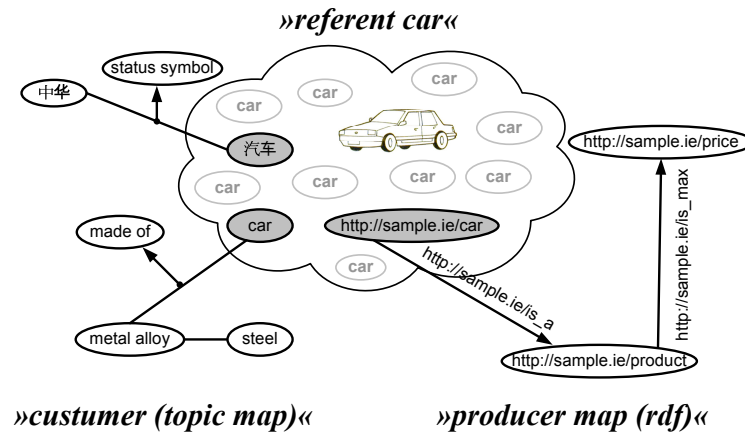 »referent car«
status symbol
中华
car
car
car
car
汽车
car
car
car
car
http://sample.ie/price
made of
car
http://sample.ie/car
http://sample.ie/is_a
http://sample.ie/is_max
car
metal alloy
steel
http://sample.ie/product
»custumer (topic map)«
»producer map (rdf)«